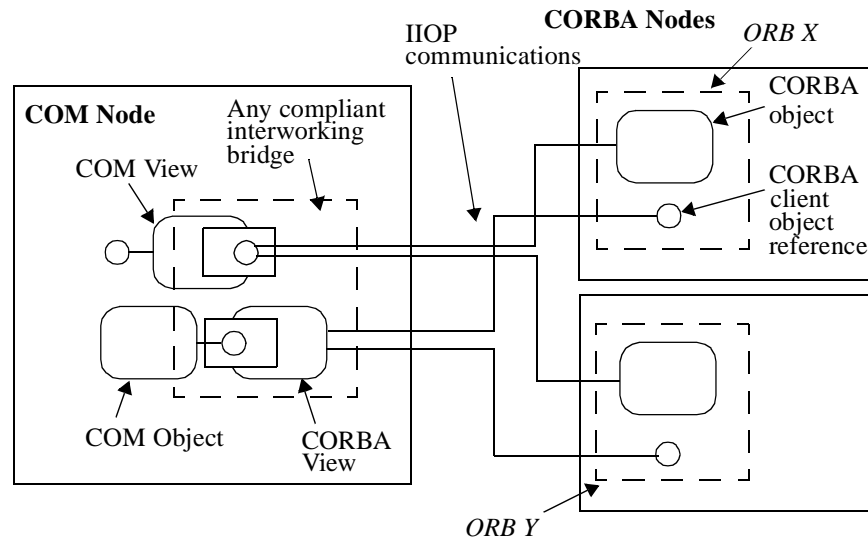 CORBA Nodes
ORB X
IIOP
communications
CORBA
object
CORBA
client
object
reference
COM Node
Any compliant
interworking
bridge
COM View
COM Object
CORBA
View
ORB Y